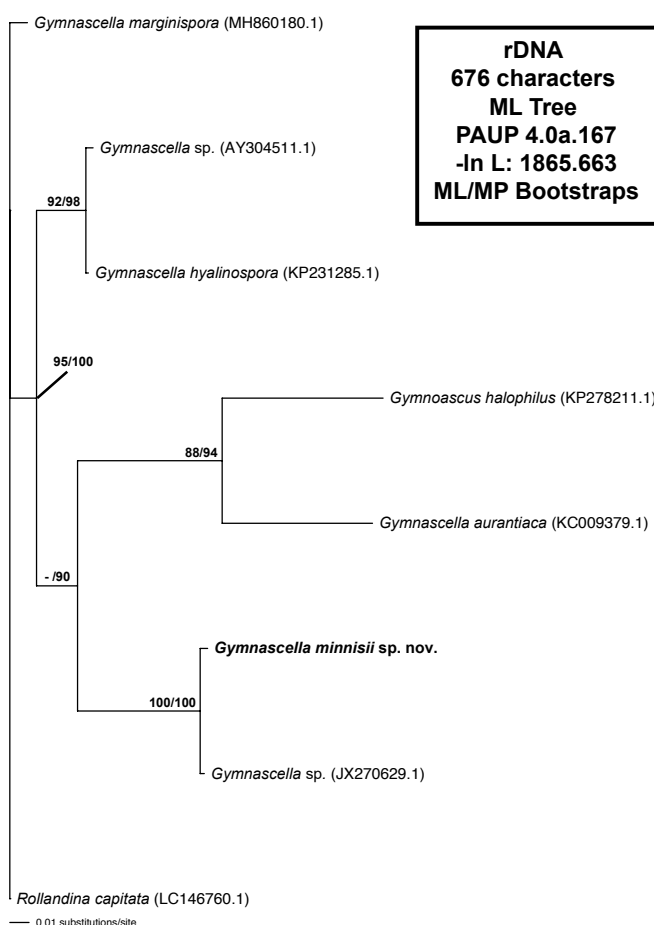 Gymnascella marginispora (MH860180.1)
rDNA
676 characters
ML Tree
PAUP 4.0a.167
-ln L: 1865.663
ML/MP Bootstraps
Gymnascella sp. (AY304511.1)
92/98
Gymnascella hyalinospora (KP231285.1)
95/100
Gymnoascus halophilus (KP278211.1)
88/94
Gymnascella aurantiaca (KC009379.1)
- /90
Gymnascella minnisii sp. nov.
100/100
Gymnascella sp. (JX270629.1)
Rollandina capitata (LC146760.1)
0.01 substitutions/site